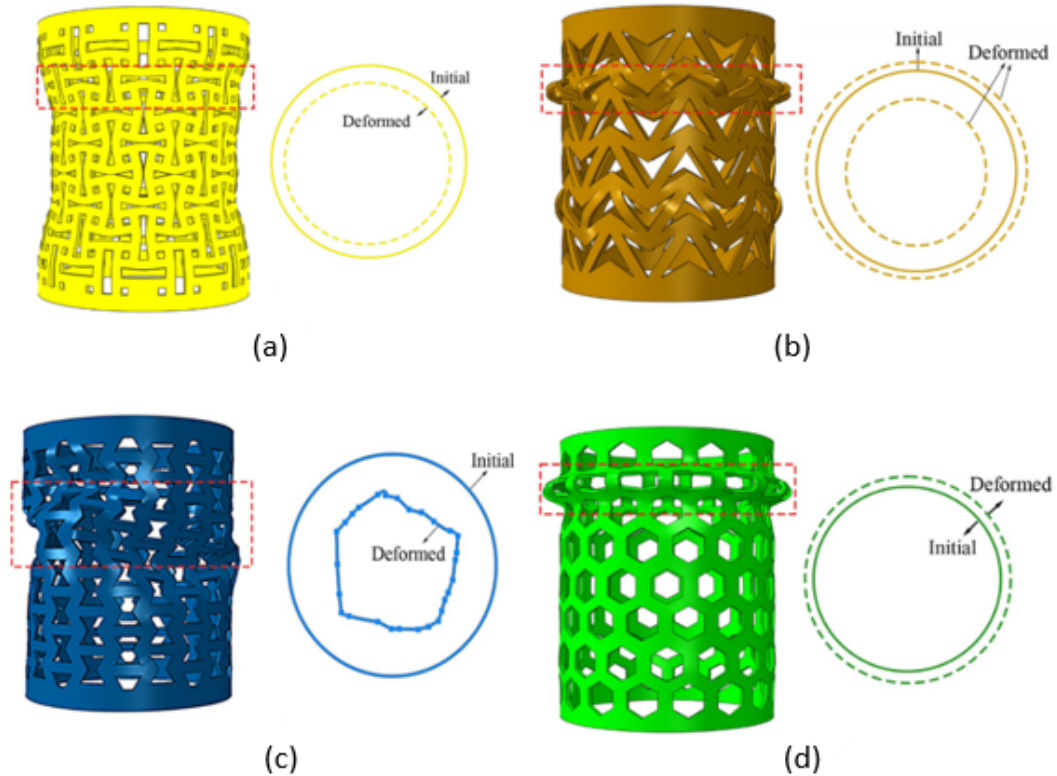 Initial
Deformed
(a)
Initial
Deformed
(b)
Initial
Deformed
(c)
Deformed
Initial
(d)